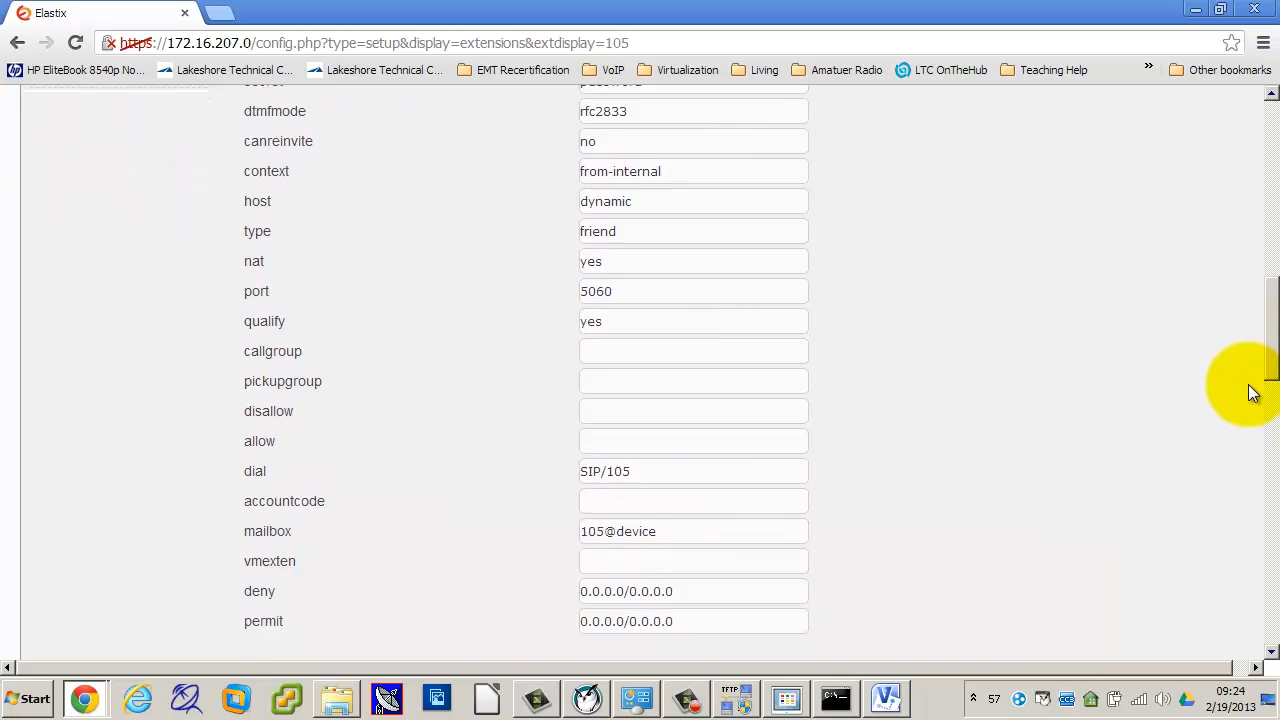 Elastix
https://172.16.207.0/config.php?type=setup&display=extensions&extdisplay=105
HP EliteBook 8540p No... Lakeshore Technical C... Lakeshore Technical C... EMT Recertification VoIP Virtualization Living Amatuer Radio LTC OnTheHub Teaching Help » Other bookmarks
dtmfmode rfc2833
canreinvite no
context from-internal
host dynamic
type friend
nat yes
port 5060
qualify yes
callgroup
pickupgroup
disallow
allow
dial SIP/105
accountcode
mailbox 105@device
vmexten
deny 0.0.0.0/0.0.0.0
permit 0.0.0.0/0.0.0.0
Start TFTP 57 09:24
2/19/2013